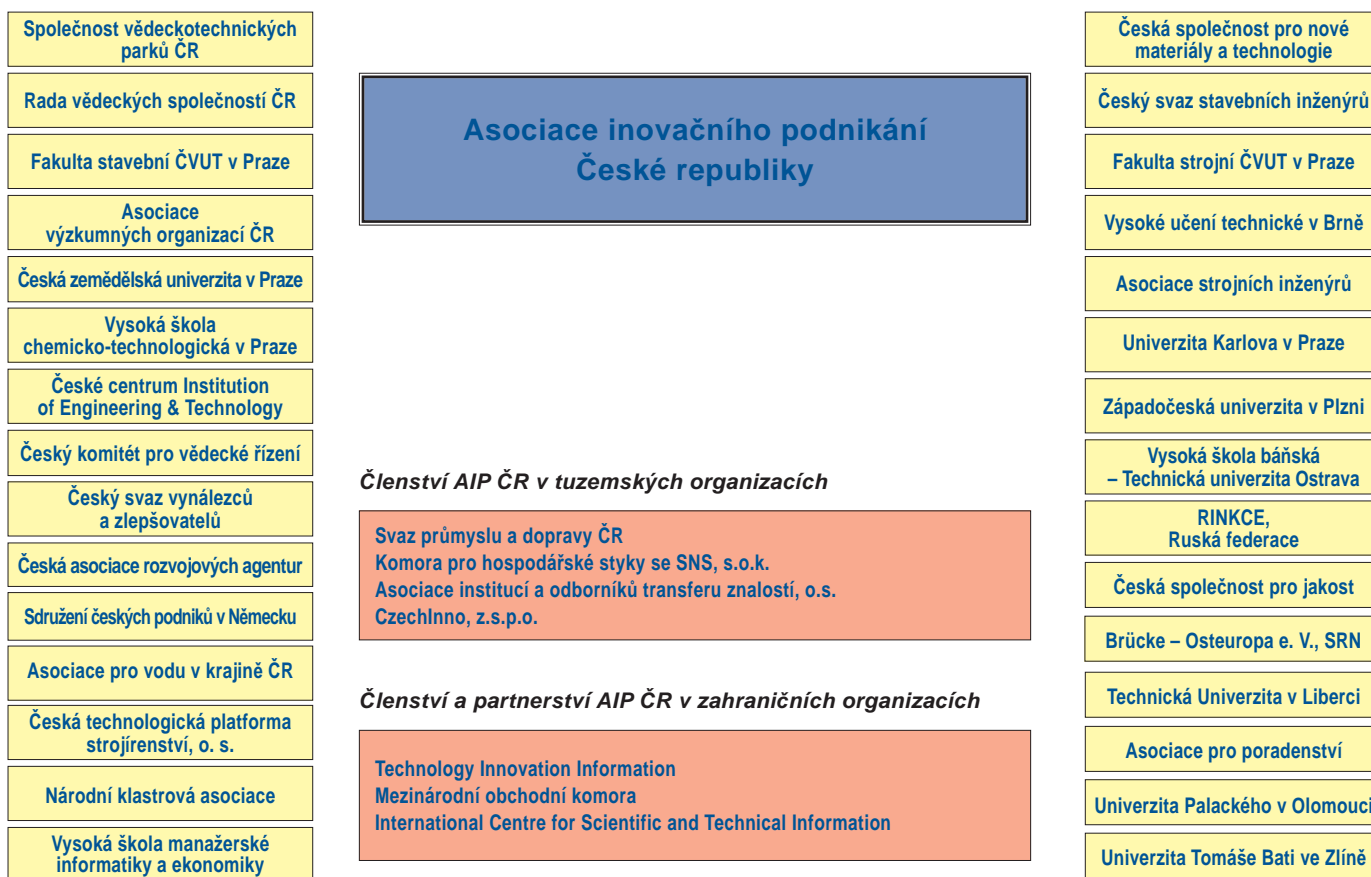 Společnost vědeckotechnických
parků ČR
Rada vědeckých společností ČR
Fakulta stavební ČVUT v Praze
Asociace
výzkumných organizací ČR
Česká zemědělská univerzita v Praze
Vysoká škola
chemicko-technologická v Praze
České centrum Institution
of Engineering & Technology
Český komitét pro vědecké řízení
Český svaz vynálezců
a zlepšovatelů
Česká asociace rozvojových agentur
Sdružení českých podniků v Německu
Asociace pro vodu v krajině ČR
Česká technologická platforma
strojírenství, o. s.
Národní klastrová asociace
Vysoká škola manažerské
informatiky a ekonomiky
Asociace inovačního podnikání
České republiky
Členství AIP ČR v tuzemských organizacích
Svaz průmyslu a dopravy ČR
Komora pro hospodářské styky se SNS, s.o.k.
Asociace institucí a odborníků transferu znalostí, o.s.
CzechInno, z.s.p.o.
Členství a partnerství AIP ČR v zahraničních organizacích
Technology Innovation Information
Mezinárodní obchodní komora
International Centre for Scientific and Technical Information
Česká společnost pro nové
materiály a technologie
Český svaz stavebních inženýrů
Fakulta strojní ČVUT v Praze
Vysoké učení technické v Brně
Asociace strojních inženýrů
Univerzita Karlova v Praze
Západočeská univerzita v Plzni
Vysoká škola báňská
– Technická univerzita Ostrava
RINKCE,
Ruská federace
Česká společnost pro jakost
Brücke – Osteuropa e. V., SRN
Technická Univerzita v Liberci
Asociace pro poradenství
Univerzita Palackého v Olomouci
Univerzita Tomáše Bati ve Zlíně